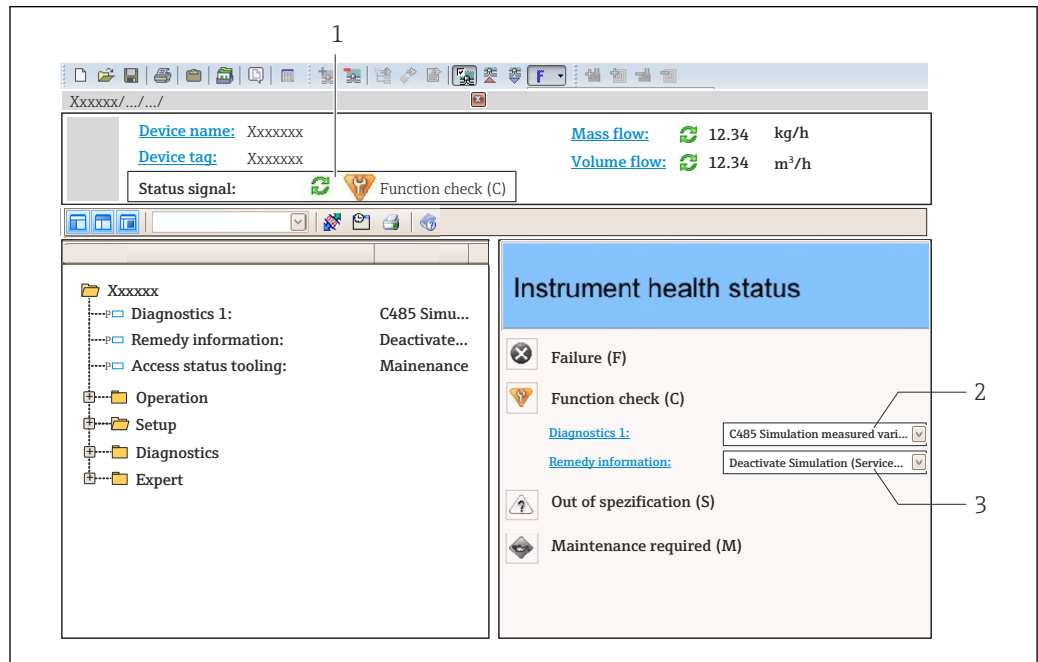 1
F
Xxxxxx/.../.../
Device name: Xxxxxxx
Mass flow: 12.34 kg/h
Device tag: Xxxxxxx
Volume flow: 12.34 m³/h
Status signal: Function check (C)
Xxxxxx
P Diagnostics 1: C485 Simu...
P Remedy information: Deactivate...
P Access status tooling: Mainenance
Operation
Setup
Diagnostics
Expert
Instrument health status
Failure (F)
Function check (C)
2
Diagnostics 1: C485 Simulation measured vari...
Remedy information: Deactivate Simulation (Service...
Out of spezification (S)
3
Maintenance required (M)